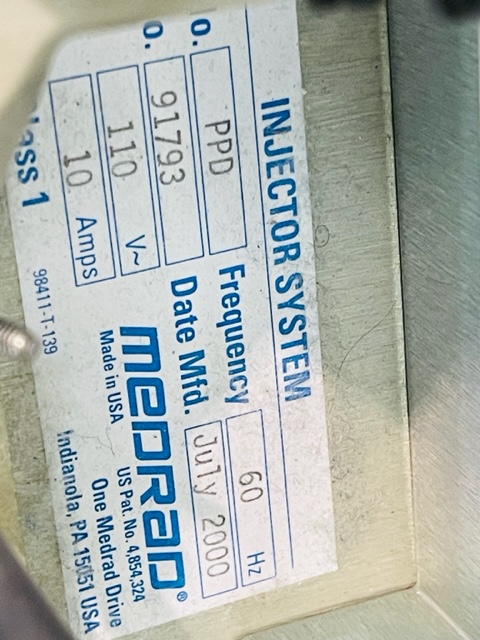 INJECTOR SYSTEM
o. PPD Frequency 60 Hz
o. 91793 Date Mfd. July 2000
110 V~
10 Amps
ass 1
MEDRAD®
Made in USA
US Pat. No. 4,854,324
One Medrad Drive
Indianola, PA 15051 USA
98411-T-139